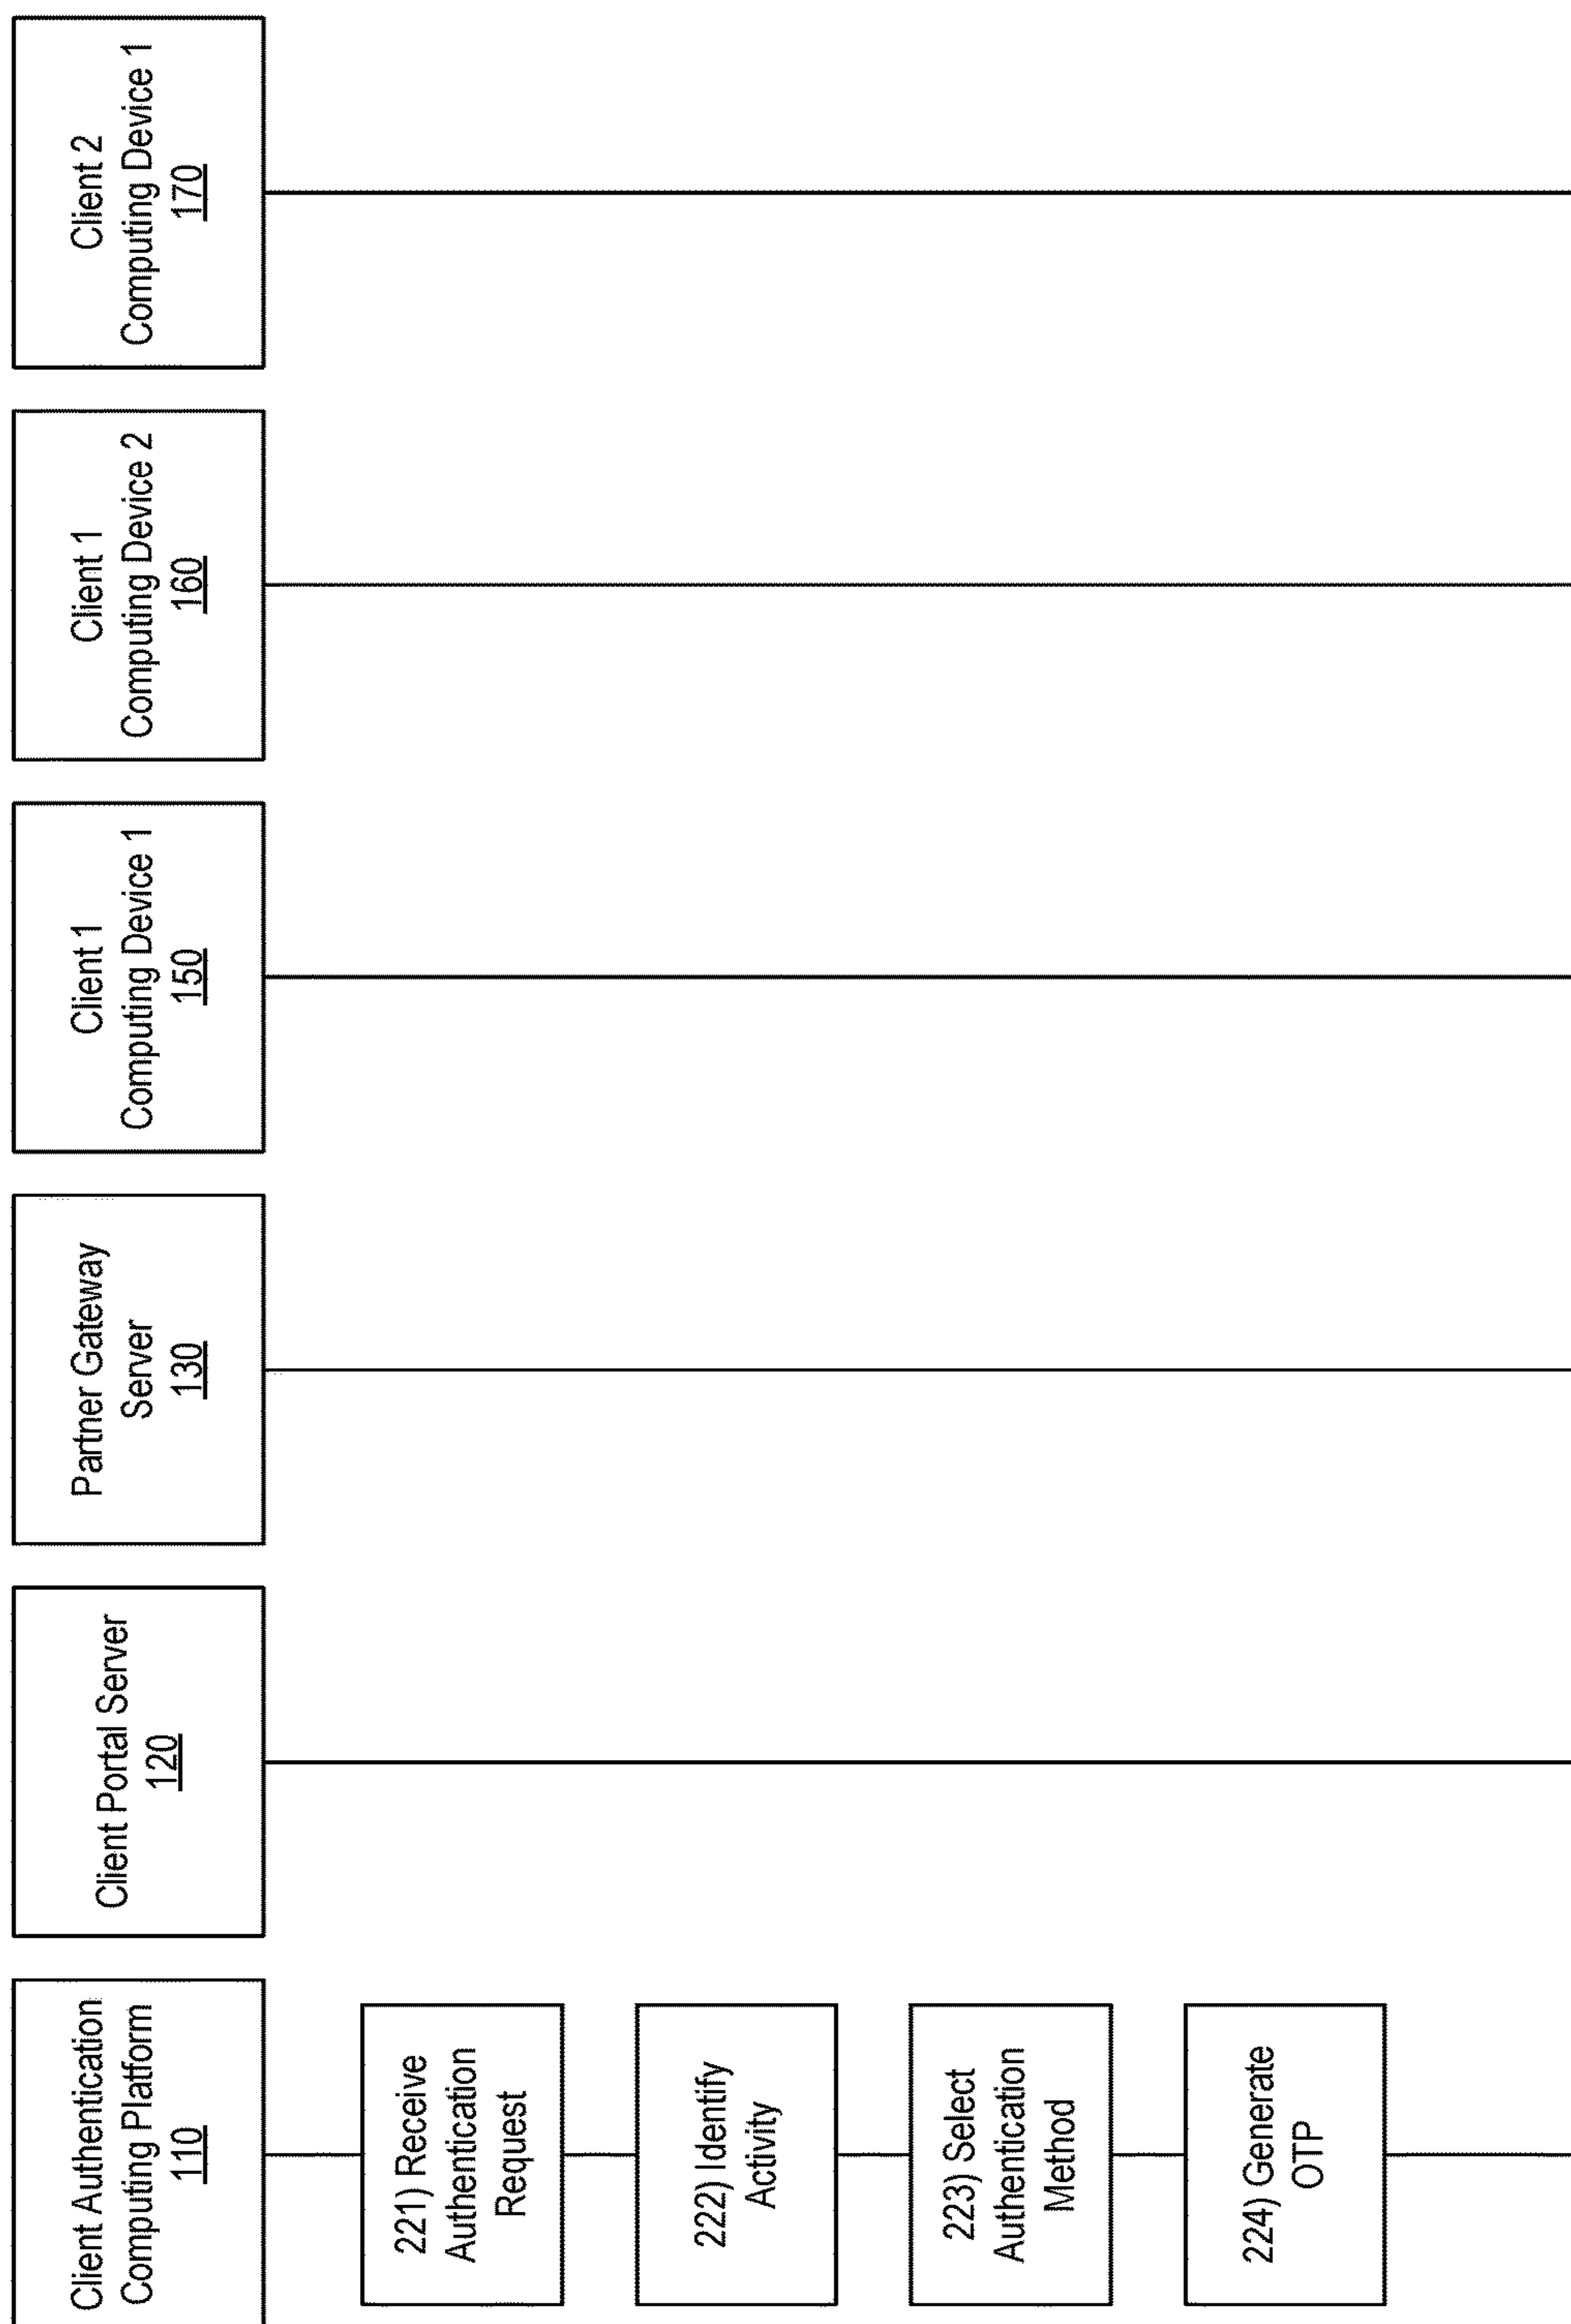 Client Authentication
Computing Platform
110
Client Portal Server
120
Partner Gateway
Server
130
Client 1
Computing Device 1
150
Client 1
Computing Device 2
160
Client 2
Computing Device 1
170
221) Receive
Authentication
Request
222) Identify
Activity
223) Select
Authentication
Method
224) Generate
OTP